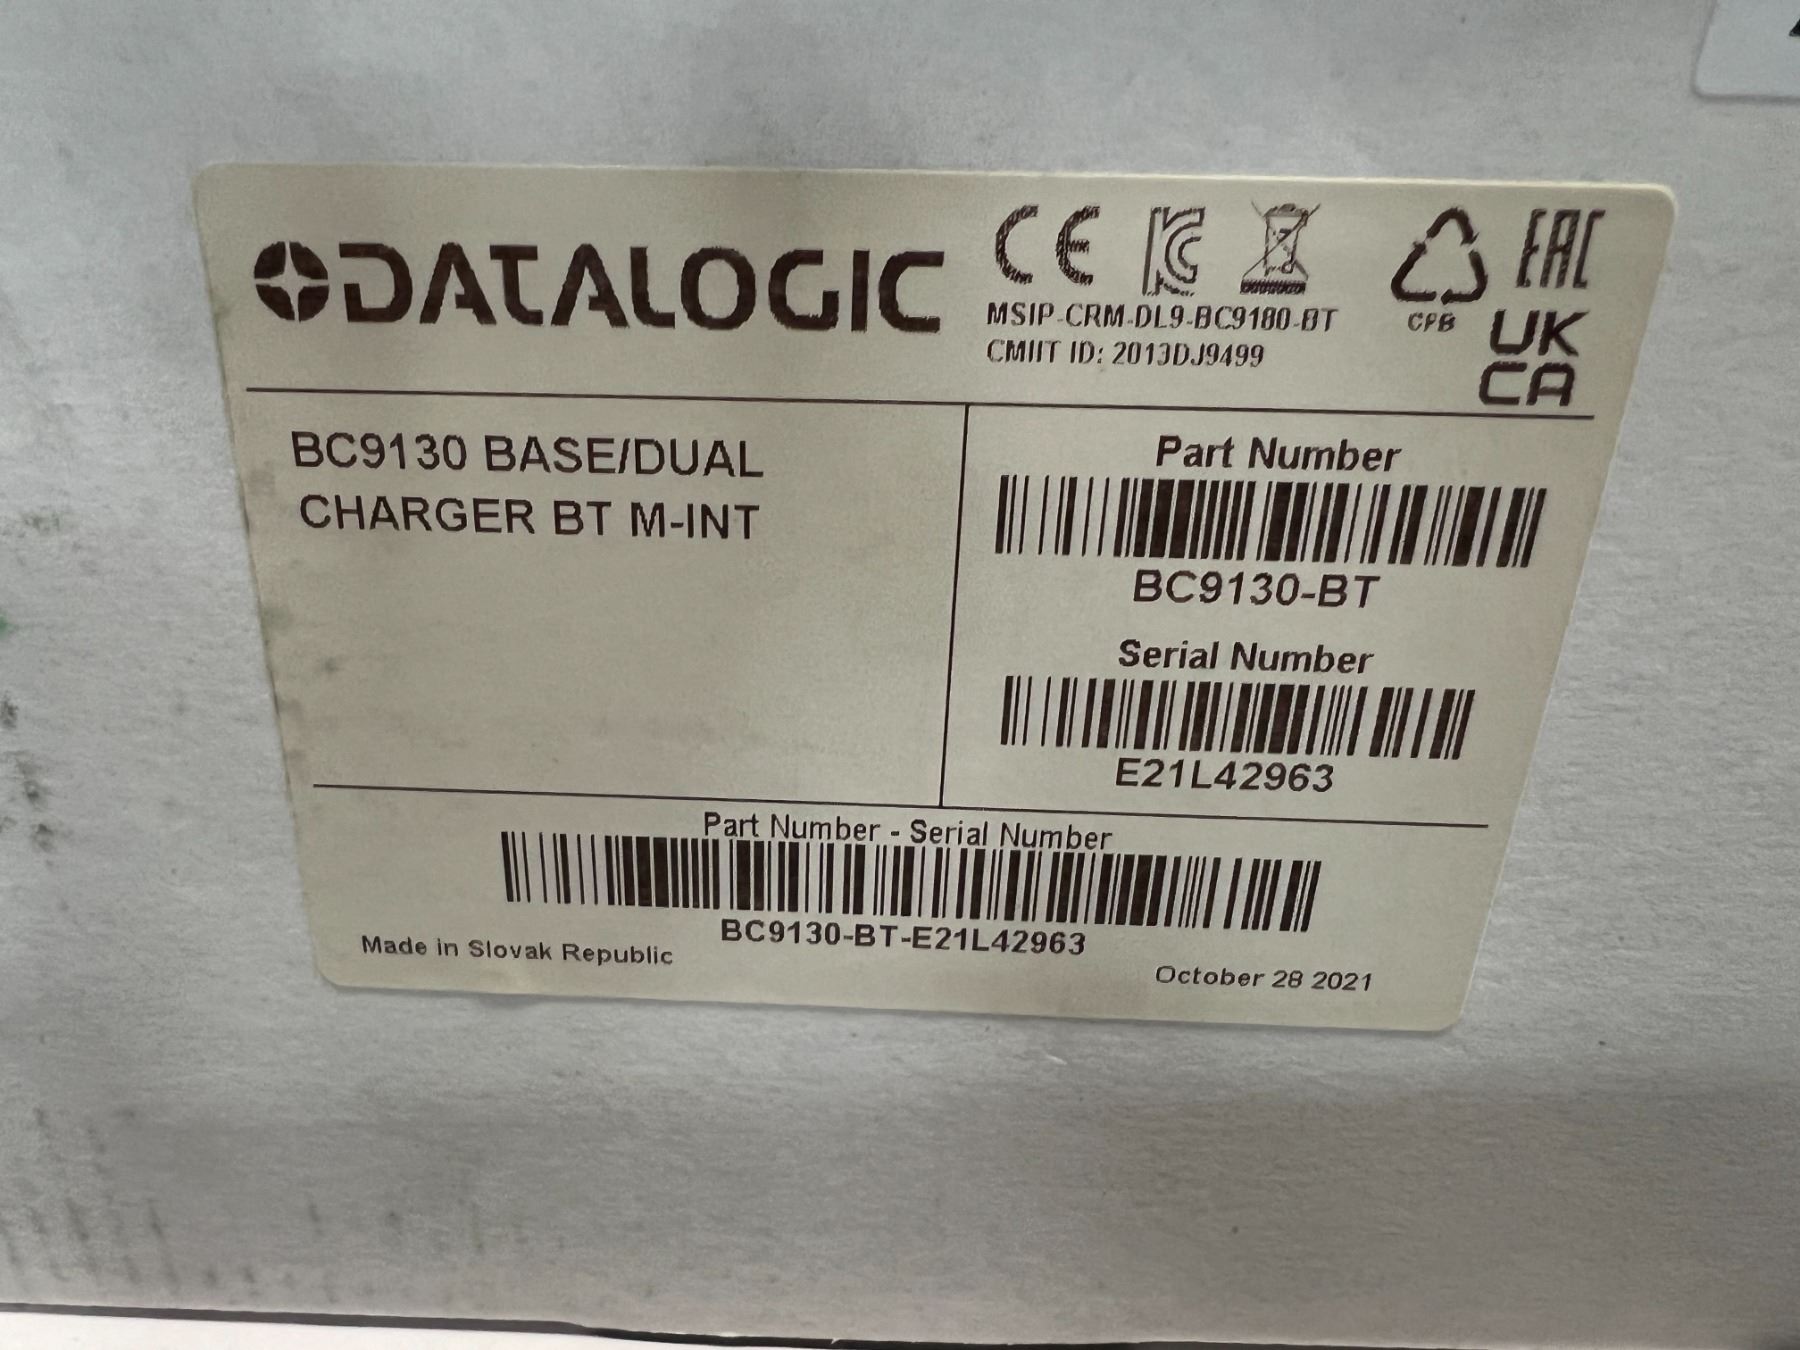 DATALOGIC
MSIP-CRM-DL9-BC9180-BT
CMIIT ID: 2013DJ9499
CPB
EAC
UK
CA
BC9130 BASE/DUAL
CHARGER BT M-INT
Part Number
BC9130-BT
Serial Number
E21L42963
Part Number - Serial Number
BC9130-BT-E21L42963
Made in Slovak Republic
October 28 2021